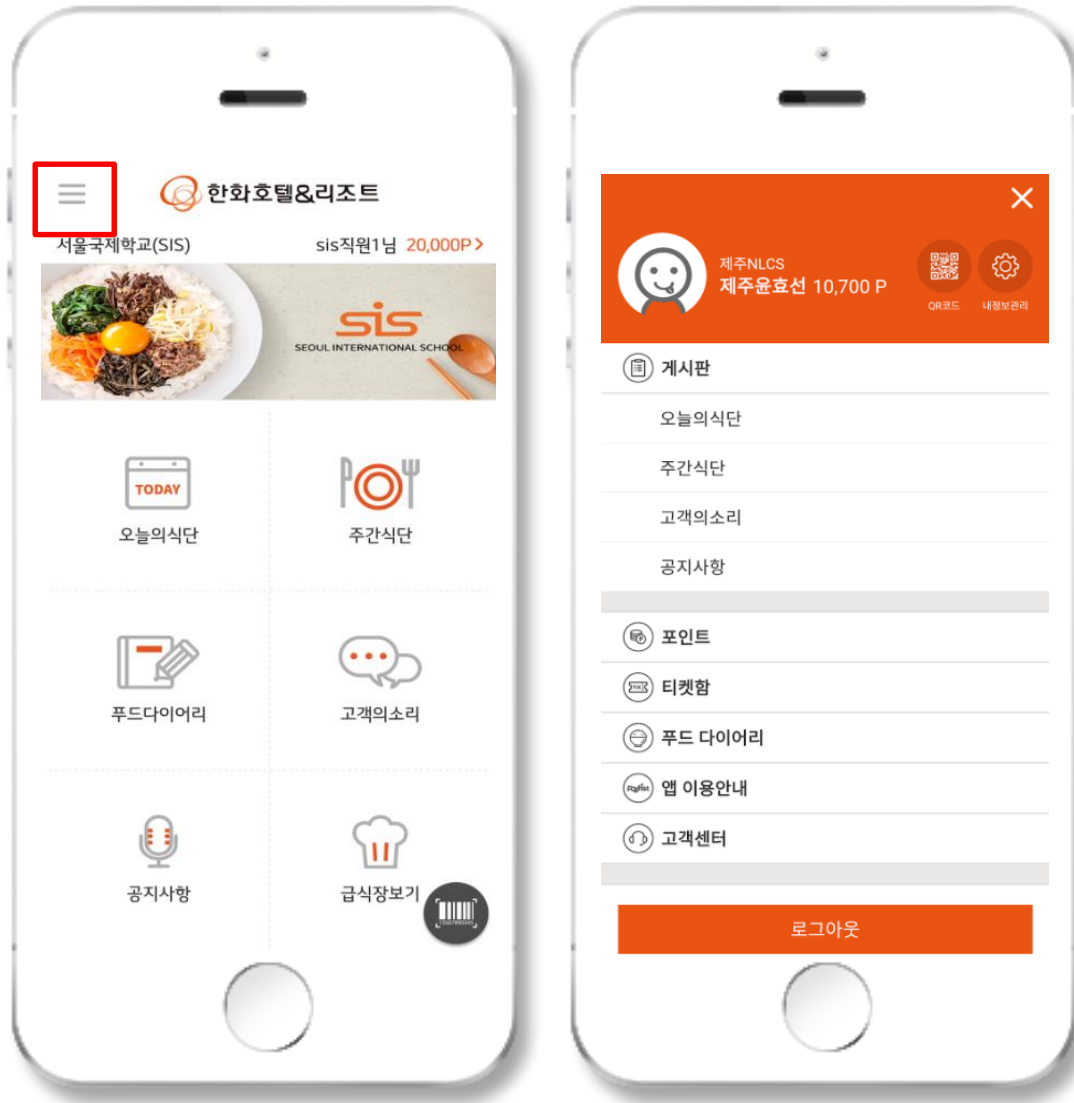 한화호텔&리조트
서울국제학교(SIS)
sis직원1님 20,000P
sis
SEOUL INTERNATIONAL SCHOOL
TODAY
오늘의식단
주간식단
푸드다이어리
고객의소리
공지사항
급식장보기
제주NLCS
제주윤효선 10,700 P
QR코드
내정보관리
게시판
오늘의식단
주간식단
고객의소리
공지사항
포인트
티켓함
푸드 다이어리
앱 이용안내
고객센터
로그아웃